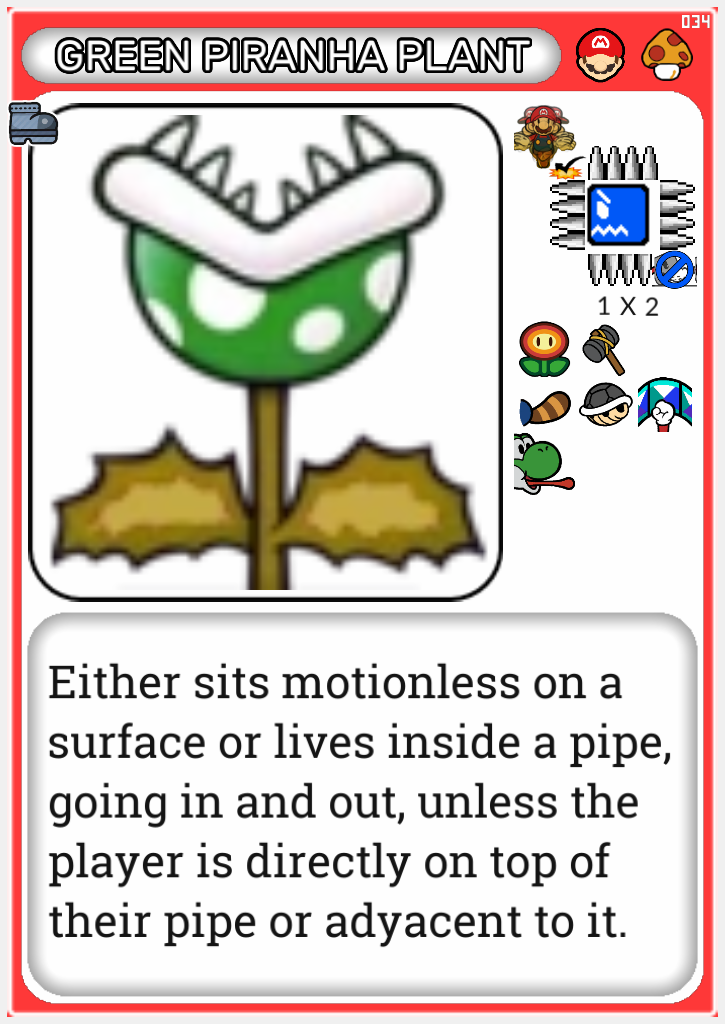 034
GREEN PIRANHA PLANT
M
1 X 2
Either sits motionless on a
surface or lives inside a pipe,
going in and out, unless the
player is directly on top of
their pipe or adyacent to it.